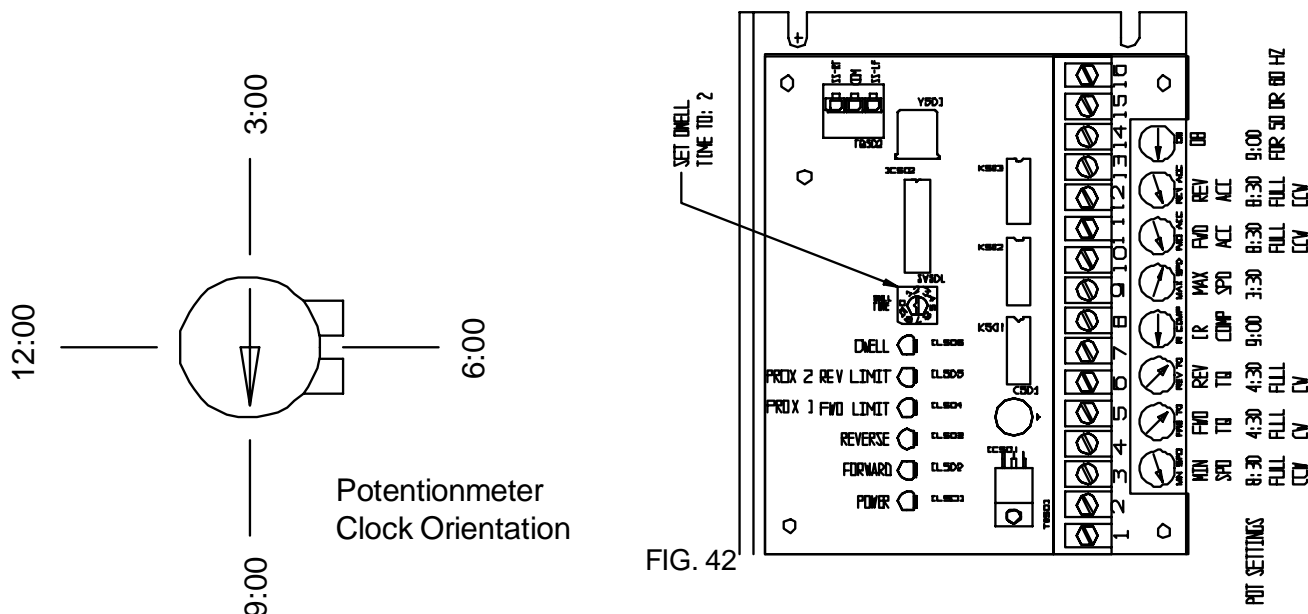 3:00
12:00
6:00
9:00
Potentionmeter
Clock Orientation
FIG. 42
SET DWELL
TIME TO: 2
DWELL
PROX 2 REV LIMIT
PROX 1 FWD LIMIT
REVERSE
FORWARD
POWER
16
15
14
13
12
11
10
9
8
7
6
5
4
3
2
1
DB
9:00
FOR 50 OR 60 HZ
REV
ACC
8:30
FULL
CCW
FWD
ACC
8:30
FULL
CCW
MAX
SPD
3:30
IR
COMP
9:00
REV
TQ
4:30
FULL
CW
FWD
TQ
4:30
FULL
CW
MIN
SPD
8:30
FULL
CCW
POT SETTINGS